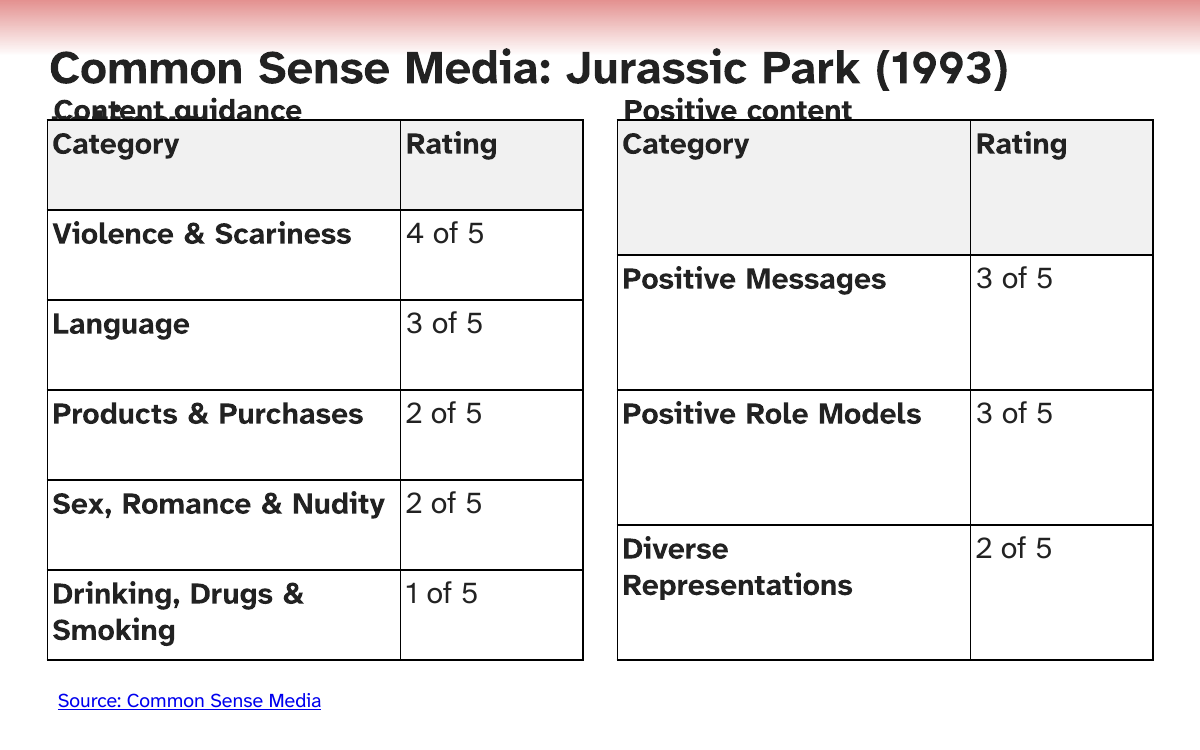 Common Sense Media: Jurassic Park (1993)
Content guidance
Category Rating
Violence & Scariness 4 of 5
Language 3 of 5
Products & Purchases 2 of 5
Sex, Romance & Nudity 2 of 5
Drinking, Drugs &
Smoking 1 of 5
Positive content
Category Rating
Positive Messages 3 of 5
Positive Role Models 3 of 5
Diverse
Representations 2 of 5
Source: Common Sense Media